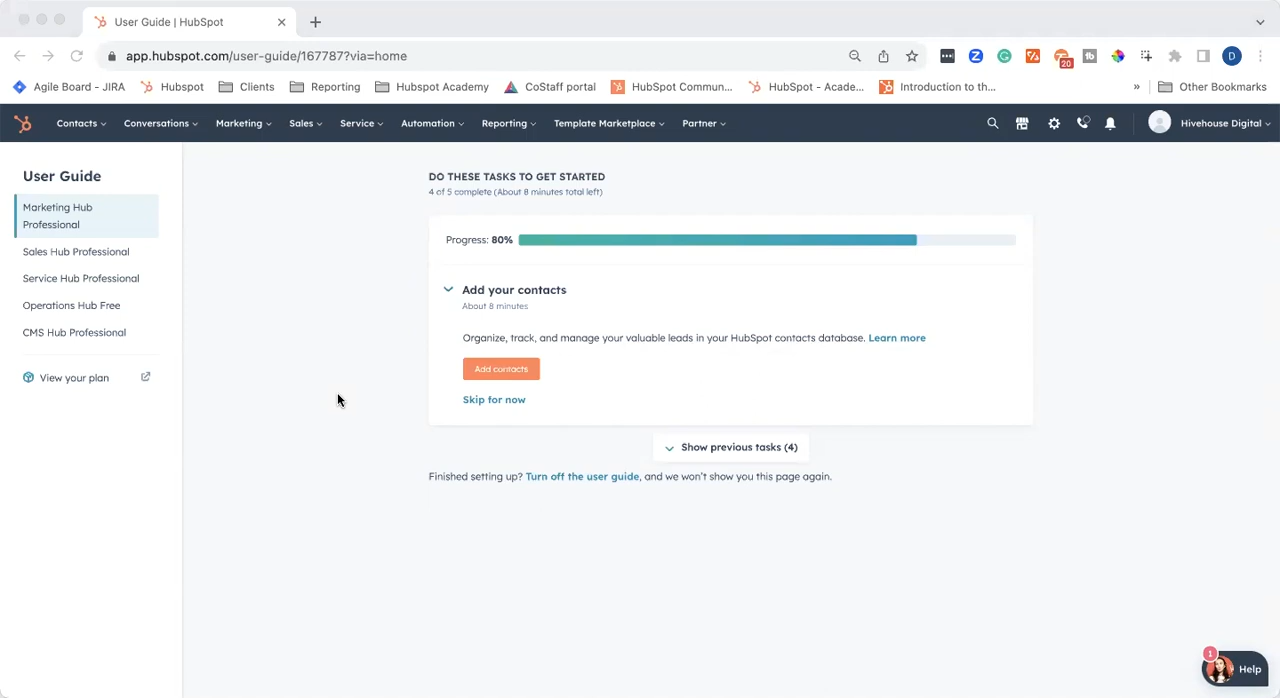 User Guide | HubSpot
app.hubspot.com/user-guide/167787?via=home
20
tb
D
Agile Board - JIRA
Hubspot
Clients
Reporting
Hubspot Academy
CoStaff portal
HubSpot Commun...
HubSpot - Acade...
Introduction to th...
»
Other Bookmarks
Contacts
Conversations
Marketing
Sales
Service
Automation
Reporting
Template Marketplace
Partner
Hivehouse Digital
User Guide
Marketing Hub
Professional
Sales Hub Professional
Service Hub Professional
Operations Hub Free
CMS Hub Professional
View your plan
DO THESE TASKS TO GET STARTED
4 of 5 complete (About 8 minutes total left)
Progress: 80%
Add your contacts
About 8 minutes
Organize, track, and manage your valuable leads in your HubSpot contacts database. Learn more
Add contacts
Skip for now
Show previous tasks (4)
Finished setting up? Turn off the user guide, and we won't show you this page again.
1
Help